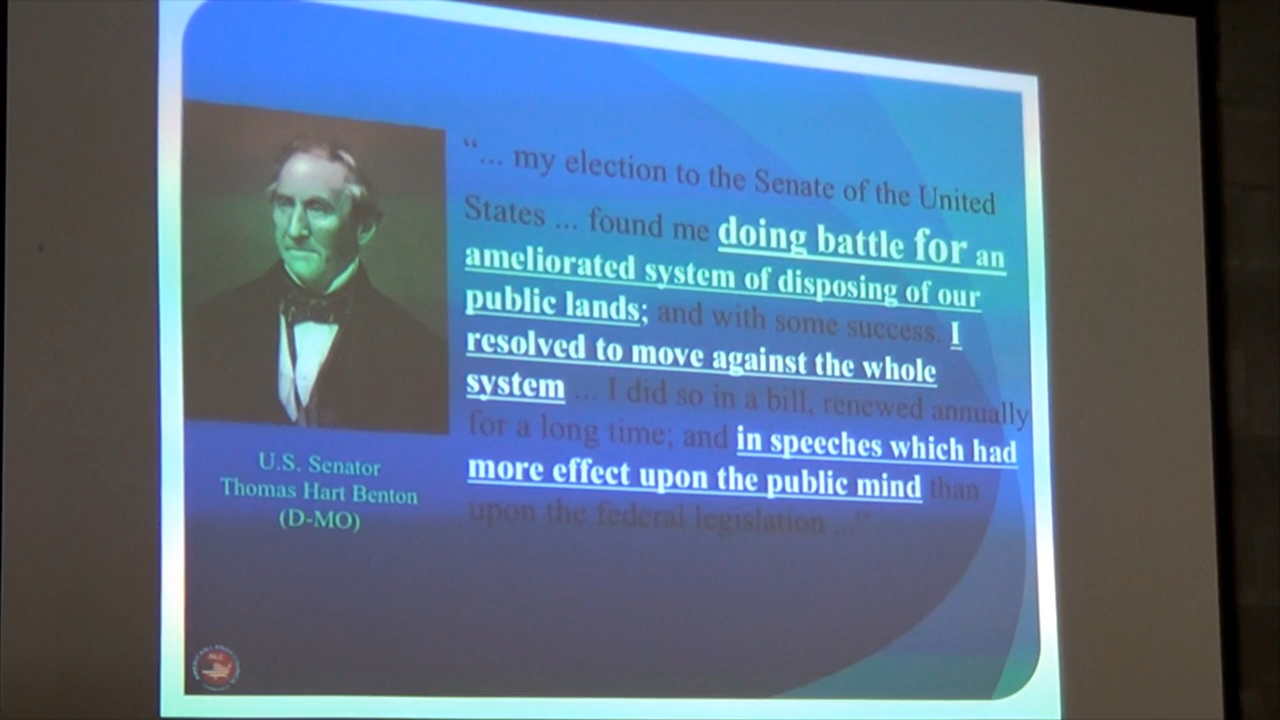 “... my election to the Senate of the United
States ... found me doing battle for an
ameliorated system of disposing of our
public lands; and with some success. I
resolved to move against the whole
system ... I did so in a bill, renewed annually
for a long time; and in speeches which had
more effect upon the public mind than
upon the federal legislation ...“
U.S. Senator
Thomas Hart Benton
(D-MO)
ALC